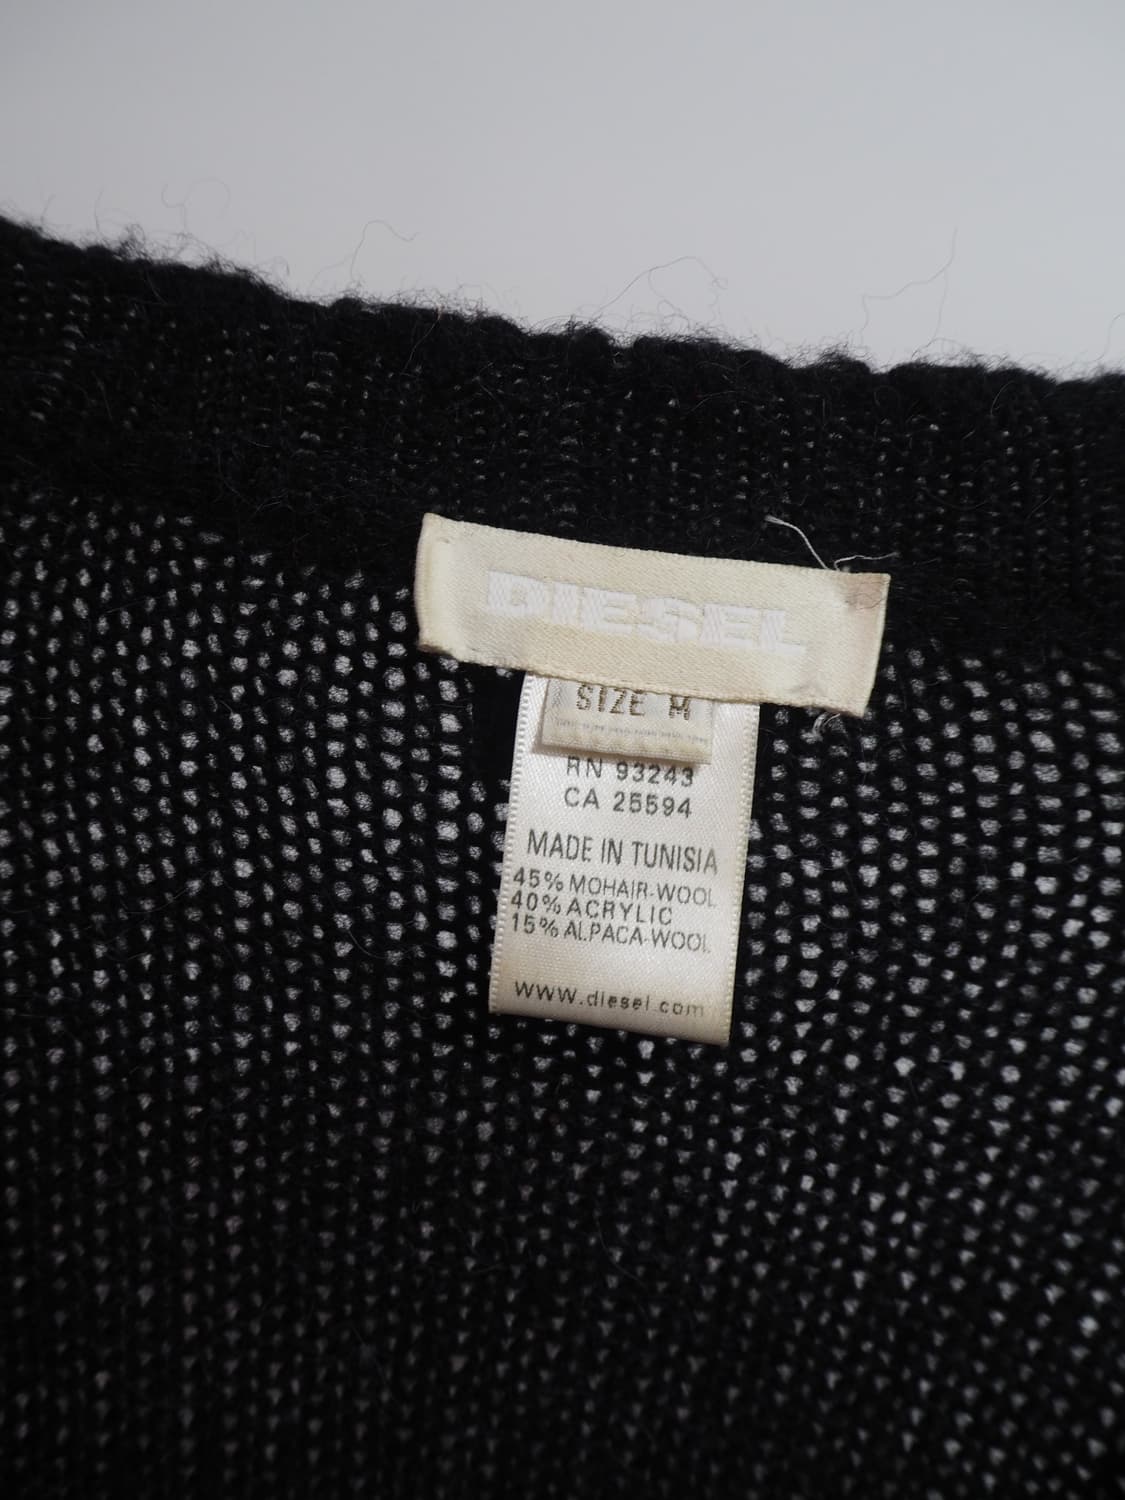 DIESEL
SIZE M
RN 93243
CA 25594
MADE IN TUNISIA
45% MOHAIR-WOOL
40% ACRYLIC
15% ALPACA-WOOL
www.diesel.com